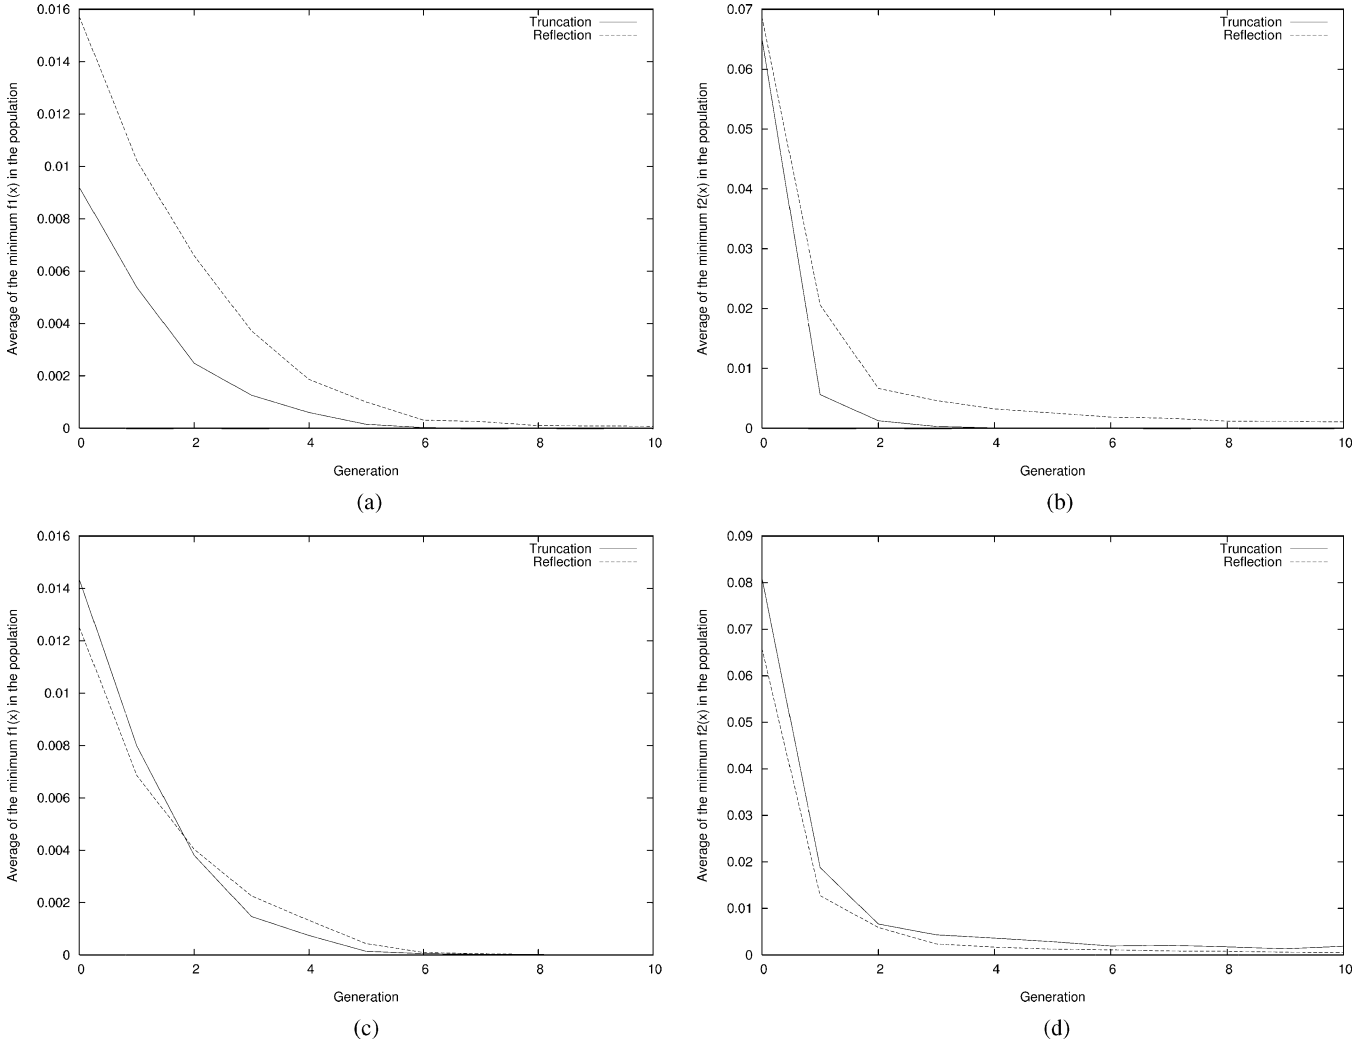 0.016
0.014
0.012
0.01
0.008
0.006
0.004
0.002
0
0 2 4 6 8 10
Average of the minimum f1(x) in the population
Generation
Truncation
Reflection
(a)
0.07
0.06
0.05
0.04
0.03
0.02
0.01
0
0 2 4 6 8 10
Average of the minimum f2(x) in the population
Generation
Truncation
Reflection
(b)
0.016
0.014
0.012
0.01
0.008
0.006
0.004
0.002
0
0 2 4 6 8 10
Average of the minimum f1(x) in the population
Generation
Truncation
Reflection
(c)
0.09
0.08
0.07
0.06
0.05
0.04
0.03
0.02
0.01
0
0 2 4 6 8 10
Average of the minimum f2(x) in the population
Generation
Truncation
Reflection
(d)